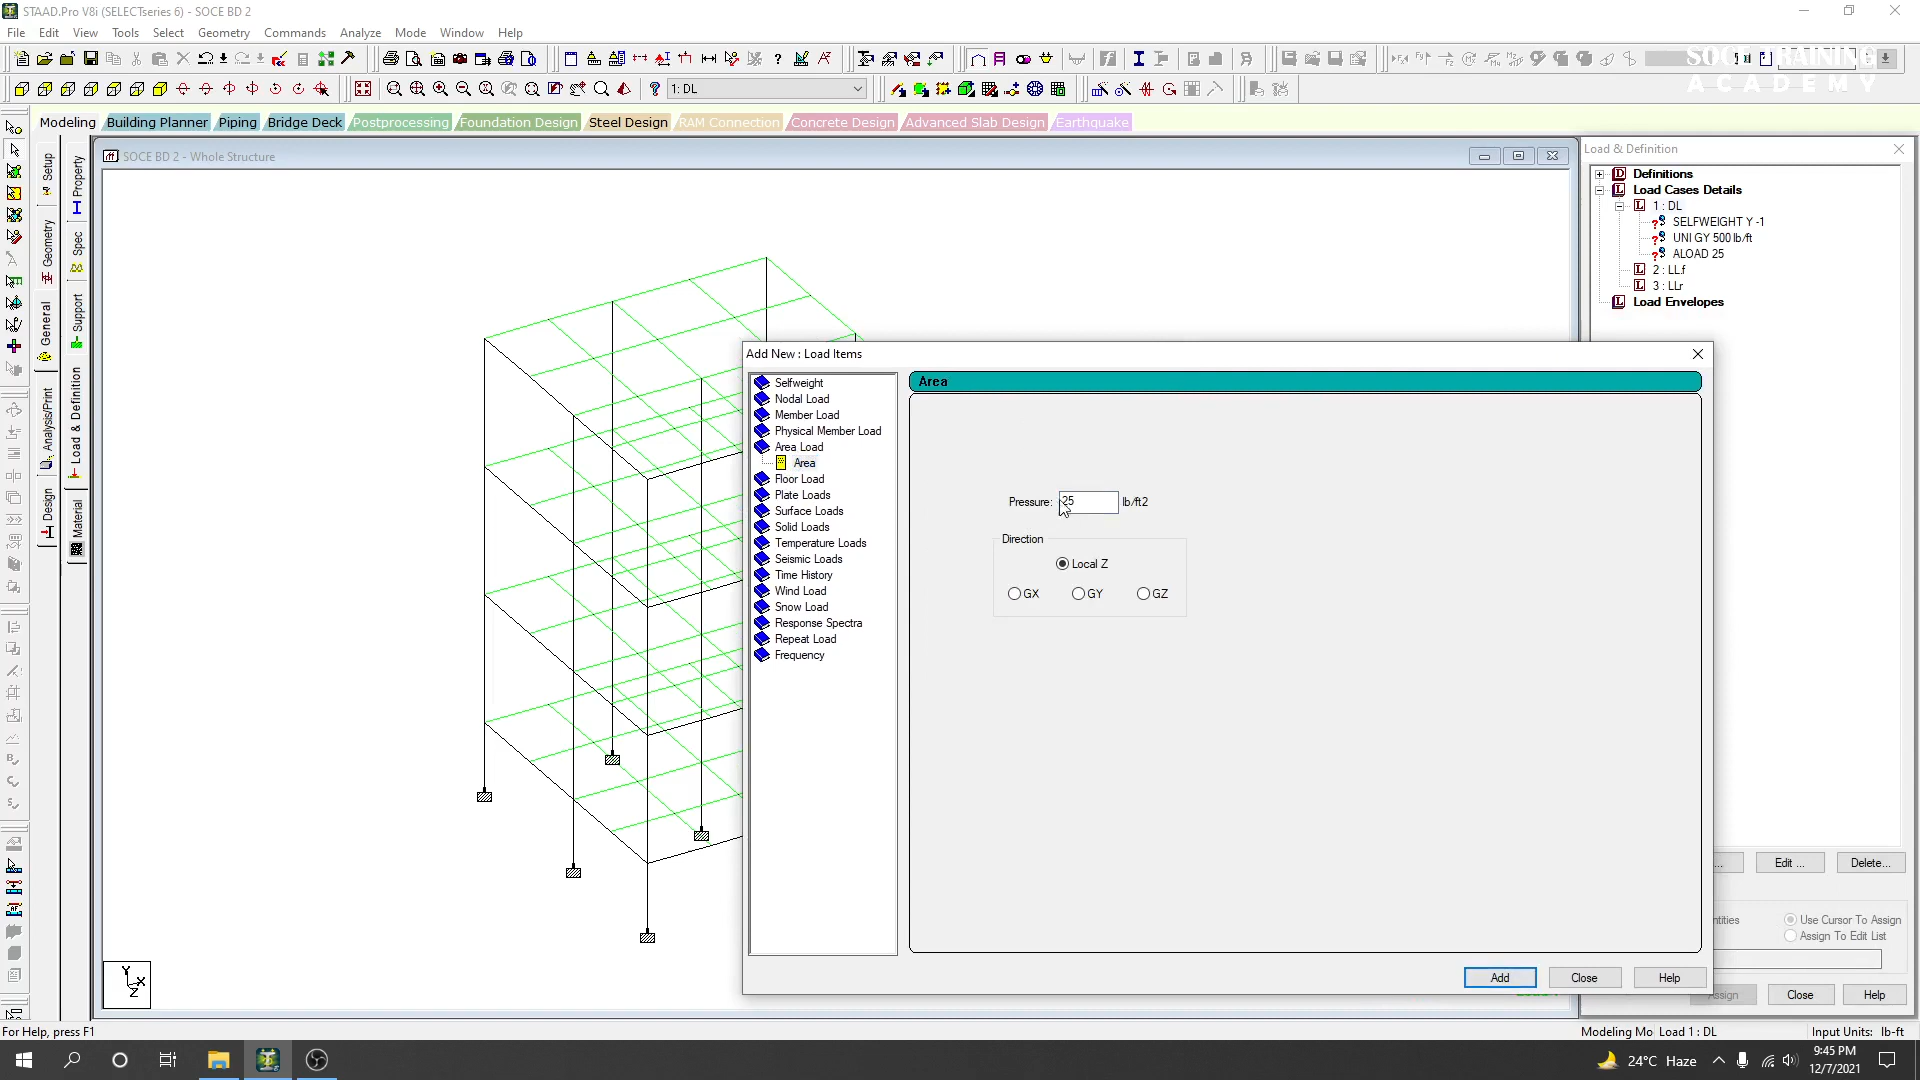 STAAD.Pro V8i (SELECTseries 6) - SOCE BD 2
File Edit View Tools Select Geometry Commands Analyze Mode Window Help
SOCE TRAINING
ACADEMY
1: DL
Modeling Building Planner Piping Bridge Deck Postprocessing Foundation Design Steel Design RAM Connection Concrete Design Advanced Slab Design Earthquake
Setup
Geometry
General
Analysis/Print
Design
Property
Spec
Support
Load & Definition
Material
SOCE BD 2 - Whole Structure
Load & Definition
Definitions
Load Cases Details
1 : DL
SELFWEIGHT Y -1
UNI GY 500 lb/ft
ALOAD 25
2 : LLf
3 : LLr
Load Envelopes
Add New : Load Items
Selfweight
Nodal Load
Member Load
Physical Member Load
Area Load
Area
Floor Load
Plate Loads
Surface Loads
Solid Loads
Temperature Loads
Seismic Loads
Time History
Wind Load
Snow Load
Response Spectra
Repeat Load
Frequency
Area
Pressure: 25 lb/ft2
Direction
Local Z
GX GY GZ
Add Close Help
... Edit ... Delete...
Use Cursor To Assign
Assign To Edit List
Assign Close Help
Y
X
Z
For Help, press F1
Modeling Mo Load 1 : DL Input Units: lb-ft
24°C Haze
9:45 PM
12/7/2021